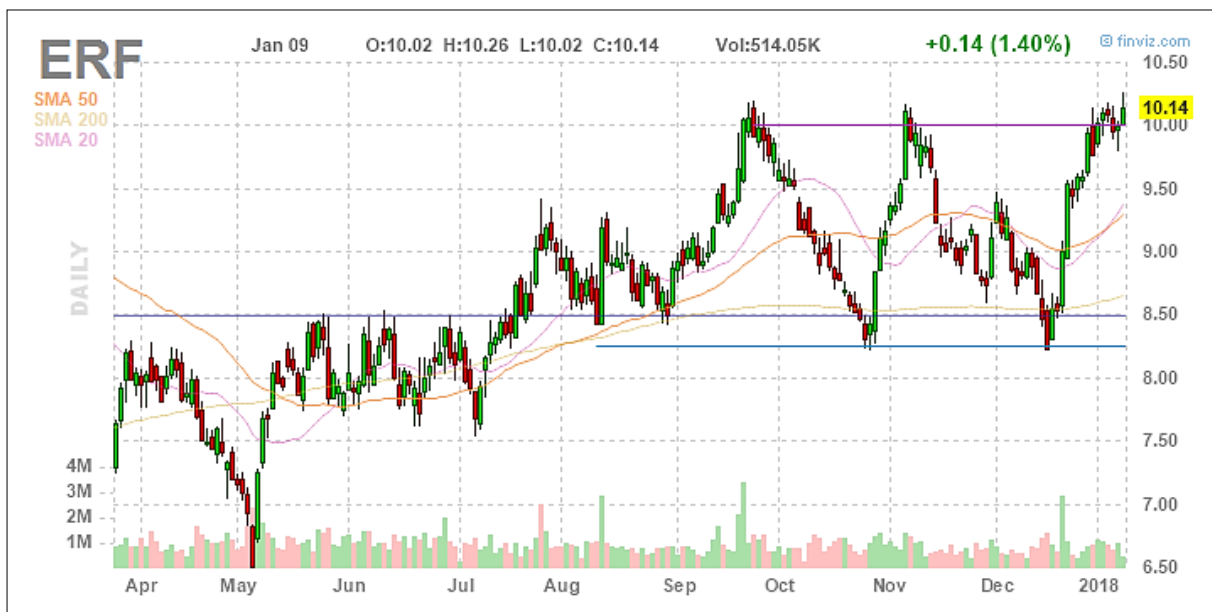 ERF Jan 09 O:10.02 H:10.26 L:10.02 C:10.14 Vol:514.05K +0.14 (1.40%) © finviz.com
SMA 50
SMA 200
SMA 20
DAILY
10.50
10.14
10.00
9.50
9.00
8.50
8.00
7.50
7.00
6.50
4M
3M
2M
1M
Apr May Jun Jul Aug Sep Oct Nov Dec 2018